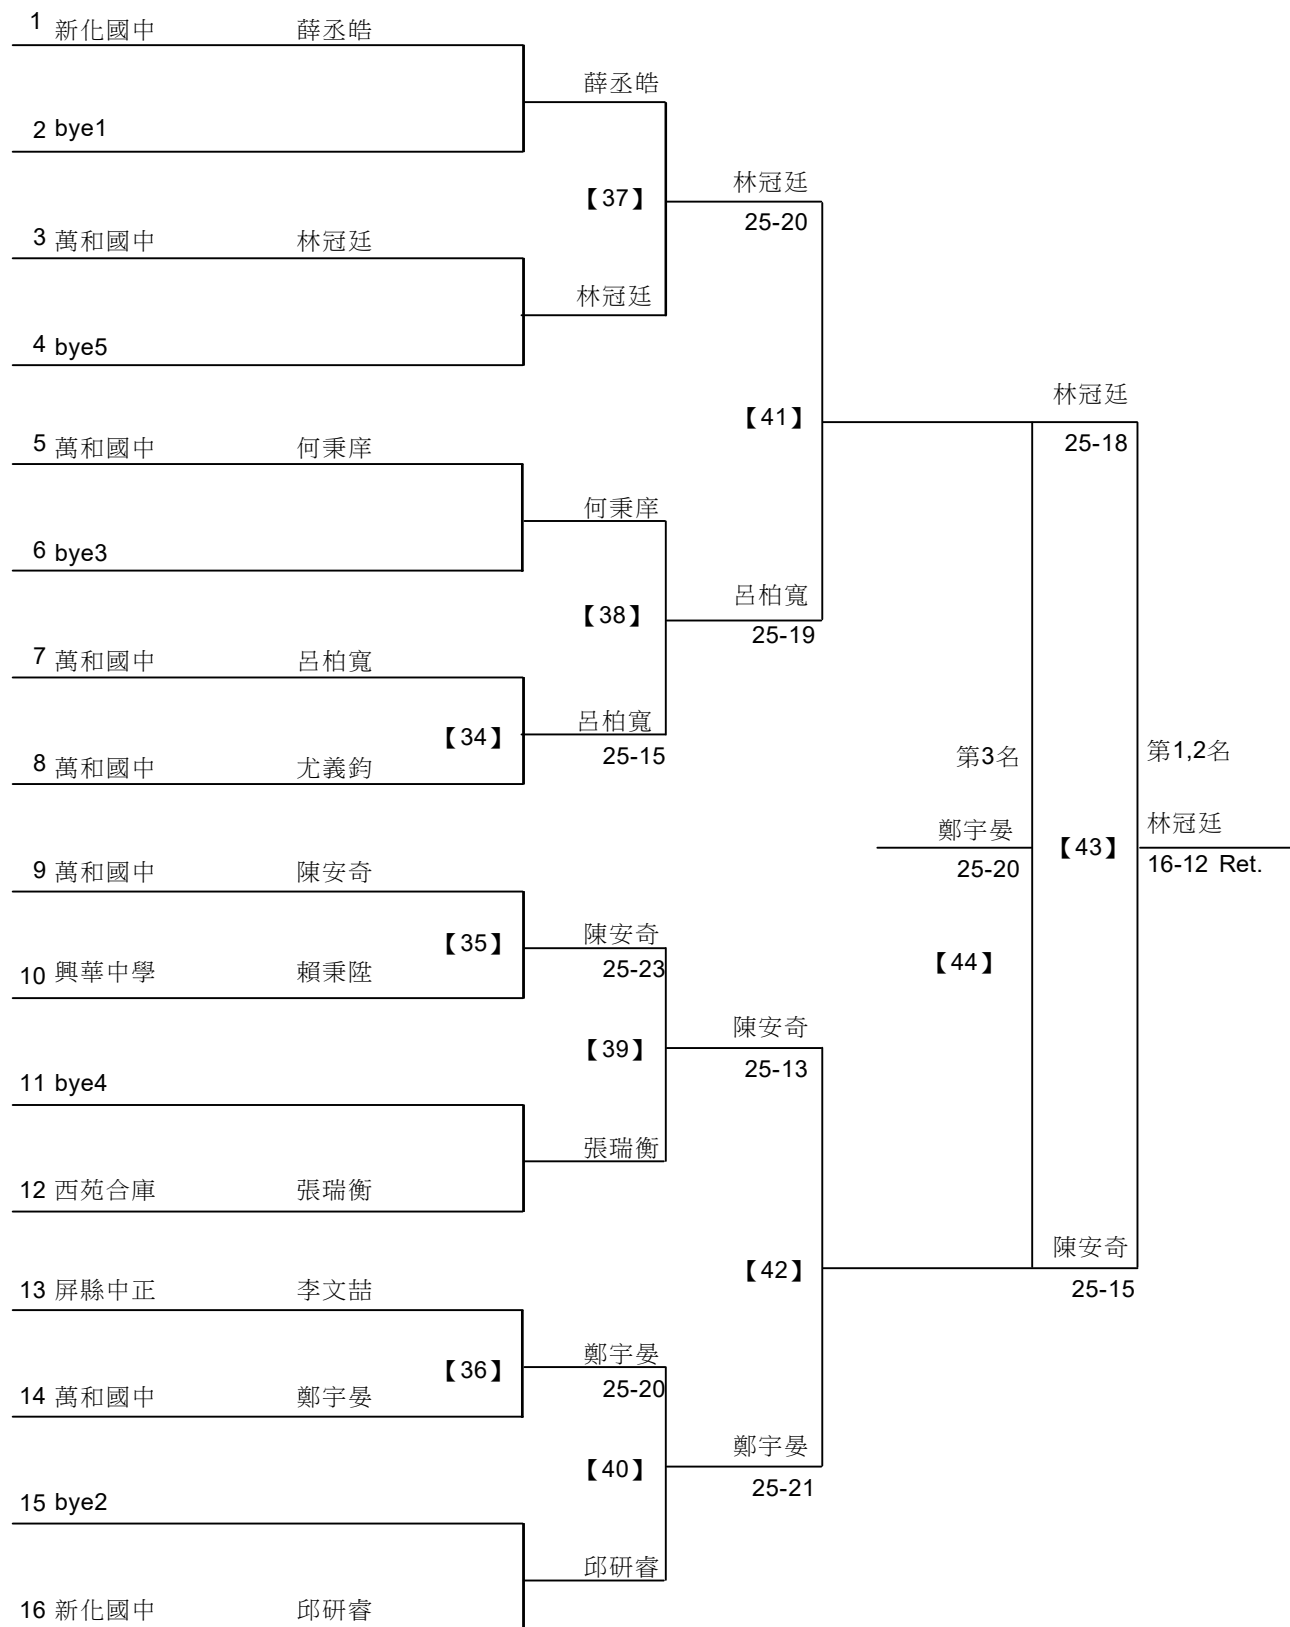 1 新化國中 薛丞皓
薛丞皓
2 bye1
林冠廷
【37】
25-20
3 萬和國中 林冠廷
林冠廷
4 bye5
林冠廷
【41】
25-18
5 萬和國中 何秉庠
何秉庠
6 bye3
呂柏寬
【38】
25-19
7 萬和國中 呂柏寬
呂柏寬
【34】
25-15
8 萬和國中 尤義鈞
第3名
第1,2名
鄭宇晏
【43】
林冠廷
25-20
16-12 Ret.
9 萬和國中 陳安奇
陳安奇
【35】
25-23
【44】
10 興華中學 賴秉陞
陳安奇
【39】
25-13
11 bye4
張瑞衡
12 西苑合庫 張瑞衡
陳安奇
【42】
25-15
13 屏縣中正 李文喆
鄭宇晏
【36】
25-20
14 萬和國中 鄭宇晏
鄭宇晏
【40】
25-21
15 bye2
邱研睿
16 新化國中 邱研睿